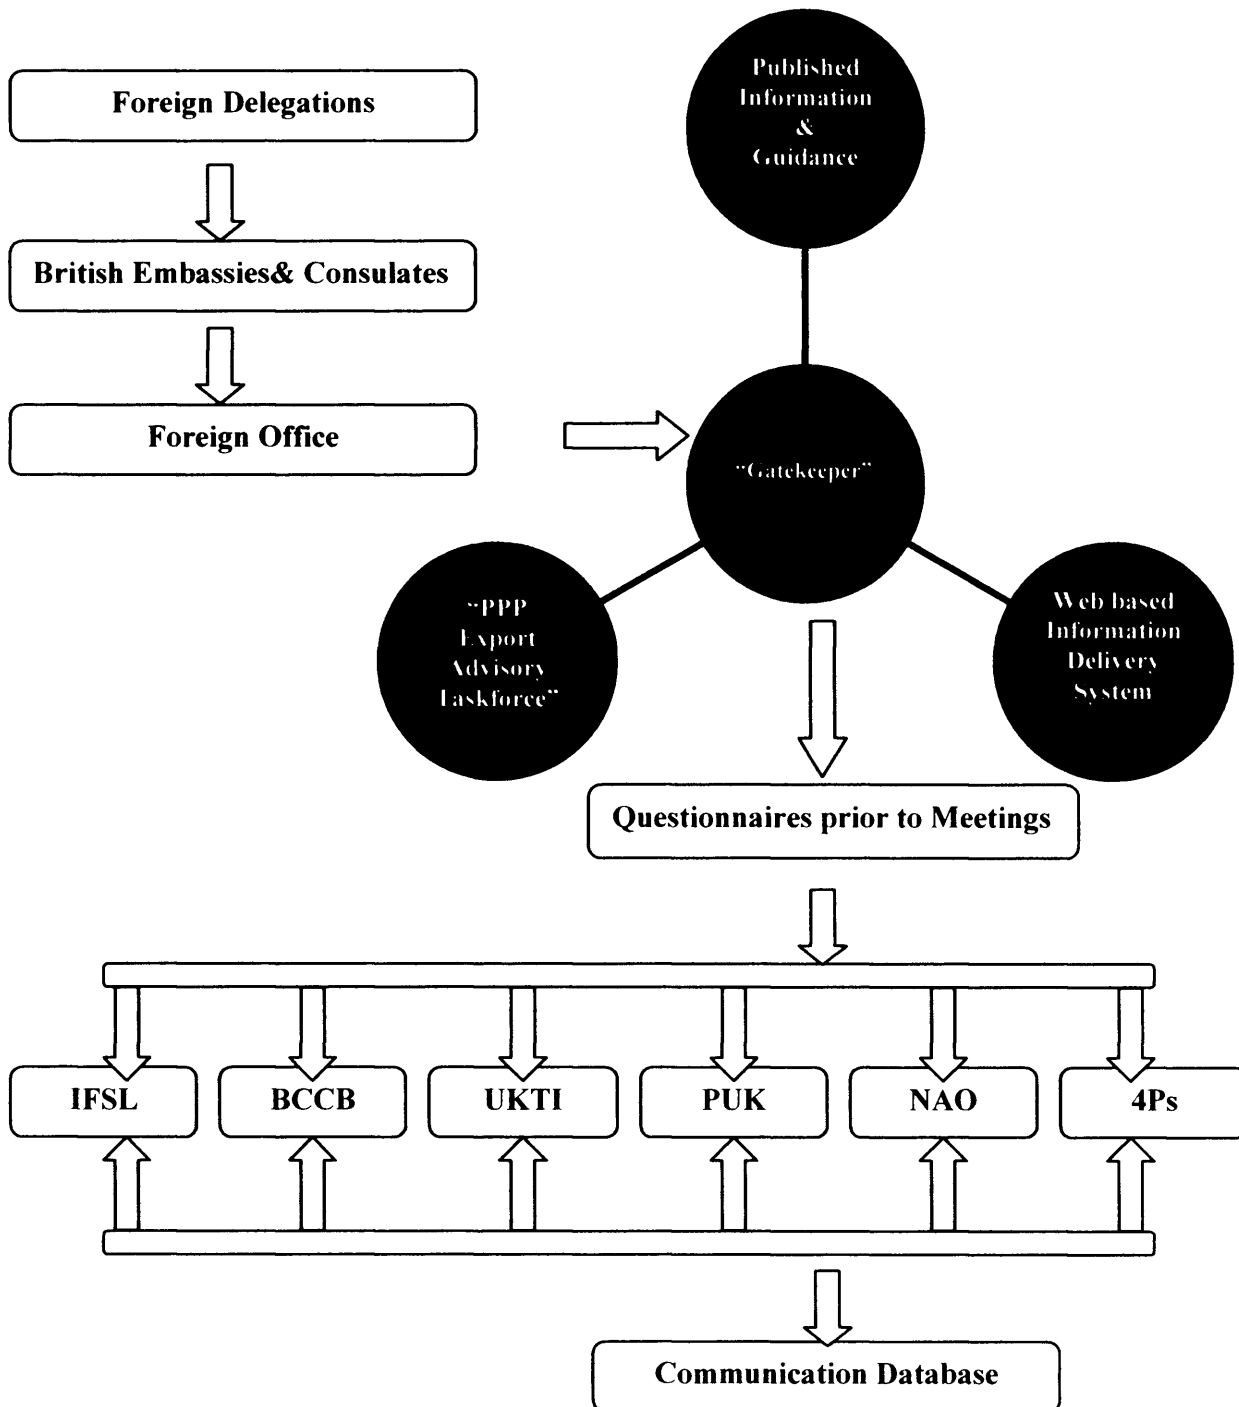 Foreign Delegations
British Embassies& Consulates
Foreign Office
Published
Information
&
Guidance
“Gatekeeper”
“PPP
Export
Advisory
Taskforce”
Web based
Information
Delivery
System
Questionnaires prior to Meetings
IFSL
BCCB
UKTI
PUK
NAO
4Ps
Communication Database